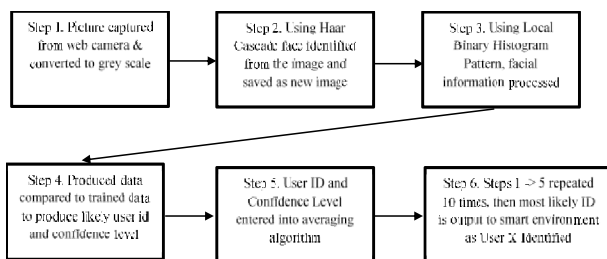 Step 1. Picture captured
from web camera &
converted to grey scale
Step 2. Using Haar
Cascade face identified
from the image and
saved as new image
Step 3. Using Local
Binary Histogram
Pattern, facial
information processed
Step 4. Produced data
compared to trained data
to produce likely user id
and confidence level
Step 5. User ID and
Confidence Level
entered into averaging
algorithm
Step 6. Steps 1 -> 5 repeated
10 times, then most likely ID
is output to smart environment
as User X Identified